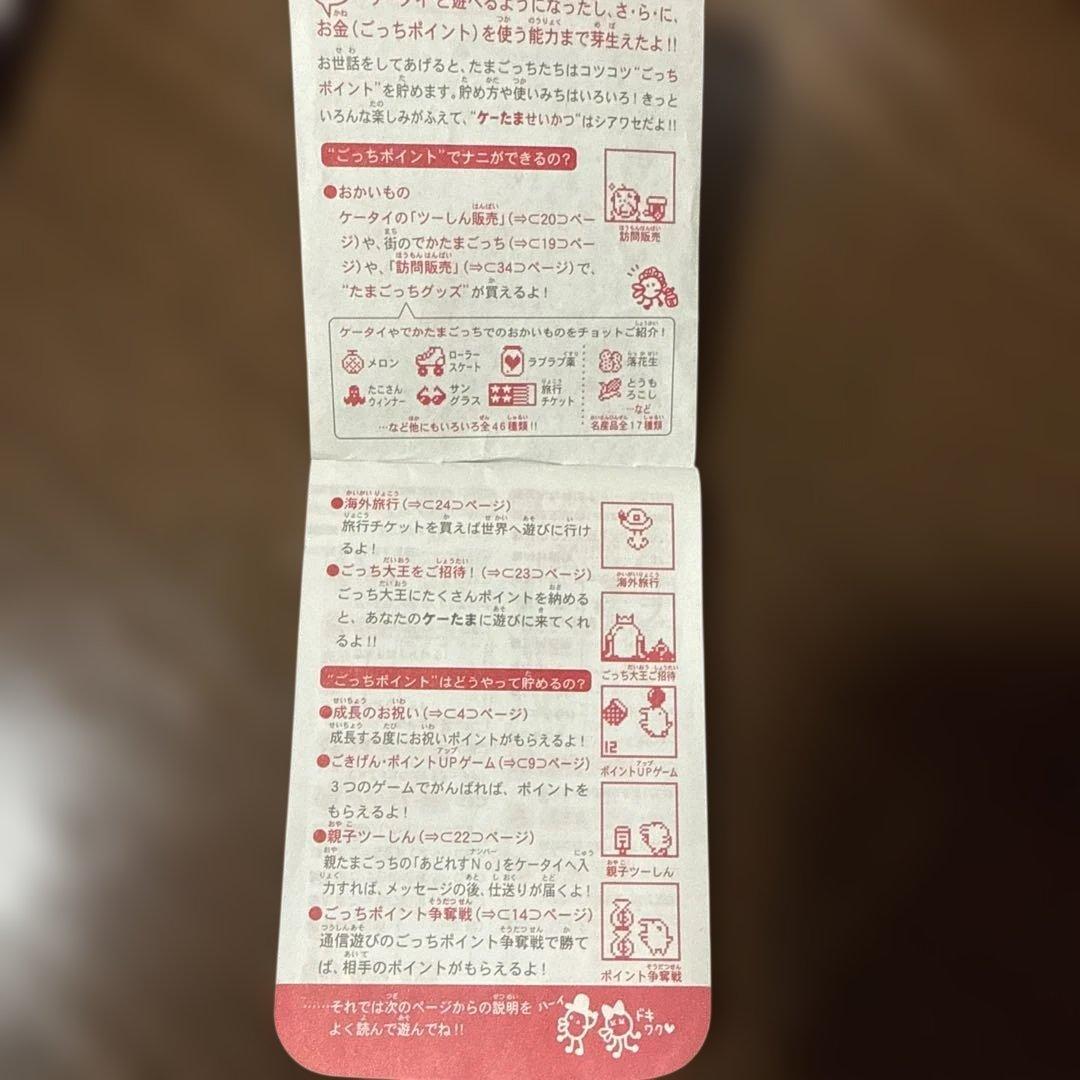 ケータイと遊べるようになったし、さ・ら・に、
お金(ごっちポイント)を使う能力まで芽生えたよ!!
お世話をしてあげると、たまごっちたちはコツコツ“ごっち
ポイント”を貯めます。貯め方や使いみちはいろいろ!きっと
いろんな楽しみがふえて、“ケーたませいかつ”はシアワセだよ!!
“ごっちポイント”でナニができるの?
●おかいもの
ケータイの「ツーしん販売」(⇒⊂20⊃ペー
ジ)や、街のでかたまごっち(⇒⊂19⊃ペー
ジ)や、「訪問販売」(⇒⊂34⊃ページ)で、
“たまごっちグッズ”が買えるよ!
訪問販売
ケータイやでかたまごっちでのおかいものをチョットご紹介!
メロン
ローラー
スケート
ラブラブ薬
落花生
たこさん
ウィンナー
サン
グラス
旅行
チケット
とうも
ろこし
…など
…など他にもいろいろ全46種類!!
名産品全17種類
●海外旅行(⇒⊂24⊃ページ)
旅行チケットを買えば世界へ遊びに行け
るよ!
海外旅行
●ごっち大王をご招待!(⇒⊂23⊃ページ)
ごっち大王にたくさんポイントを納める
と、あなたのケーたまに遊びに来てくれ
るよ!!
ごっち大王ご招待
“ごっちポイント”はどうやって貯めるの?
●成長のお祝い(⇒⊂4⊃ページ)
成長する度にお祝いポイントがもらえるよ!
●ごきげん・ポイントUPゲーム(⇒⊂9⊃ページ)
3つのゲームでがんばれば、ポイントを
もらえるよ!
12
ポイントUPゲーム
●親子ツーしん(⇒⊂22⊃ページ)
親たまごっちの「あどれすNo」をケータイへ入
力すれば、メッセージの後、仕送りが届くよ!
親子ツーしん
●ごっちポイント争奪戦(⇒⊂14⊃ページ)
通信遊びのごっちポイント争奪戦で勝て
ば、相手のポイントがもらえるよ!
ポイント争奪戦
……それでは次のページからの説明を
よく読んで遊んでね!!
ハーイ
ドキ
ワク♥